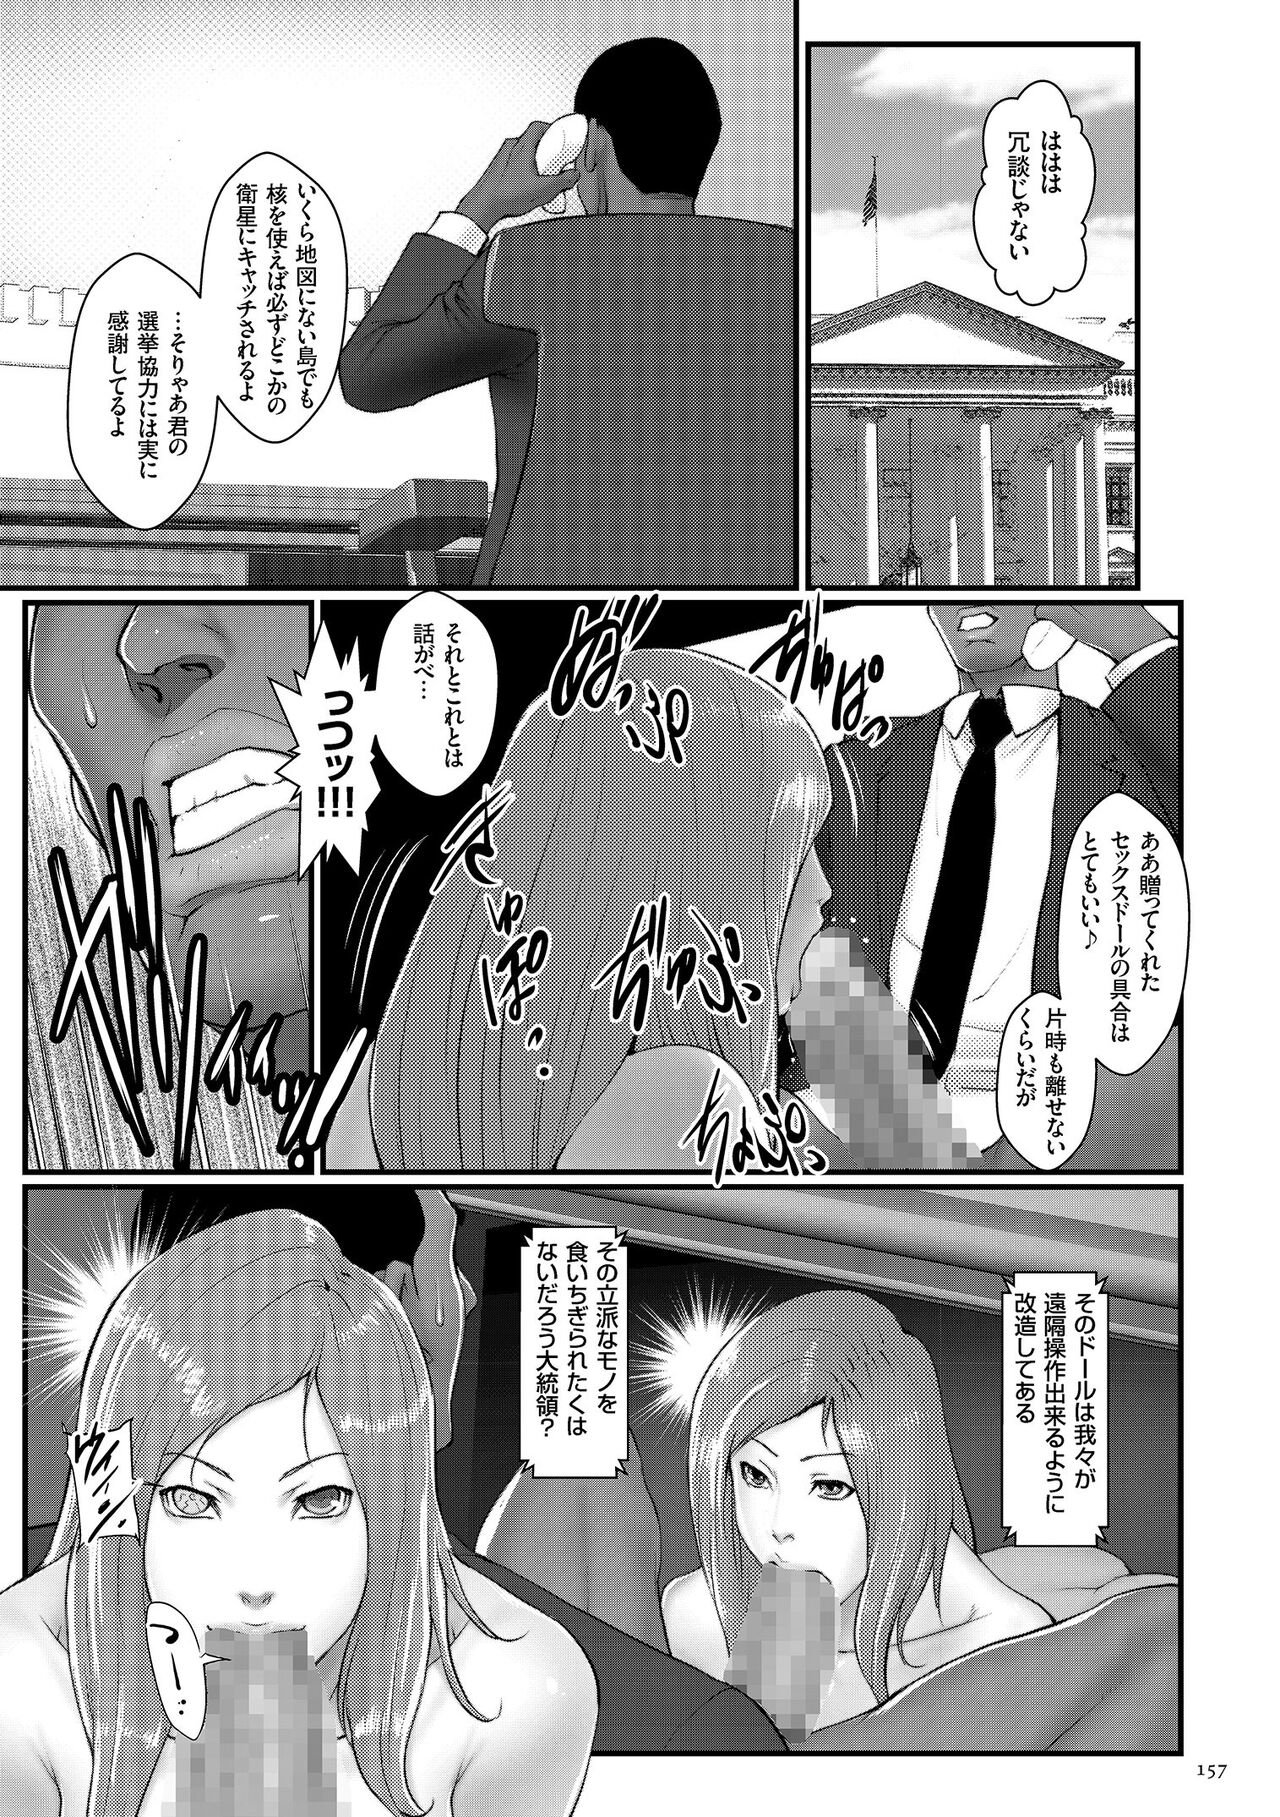 ははは
冗談じゃない
いくら地図にない島でも
核を使えば必ずどこかの
衛星にキャッチされるよ
…そりゃあ君の
選挙協力には実に
感謝してるよ
ああ贈ってくれた
セックスドールの具合は
とてもいい♪
片時も離せない
くらいだが
ぢゅぱっ
ぢゅぷっ
ちゅぷっ
それとこれとは
話がべ…
っつッ!!!
そのドールは我々が
遠隔操作出来るように
改造してある
その立派なモノを
食いちぎられたくは
ないだろう大統領?
157